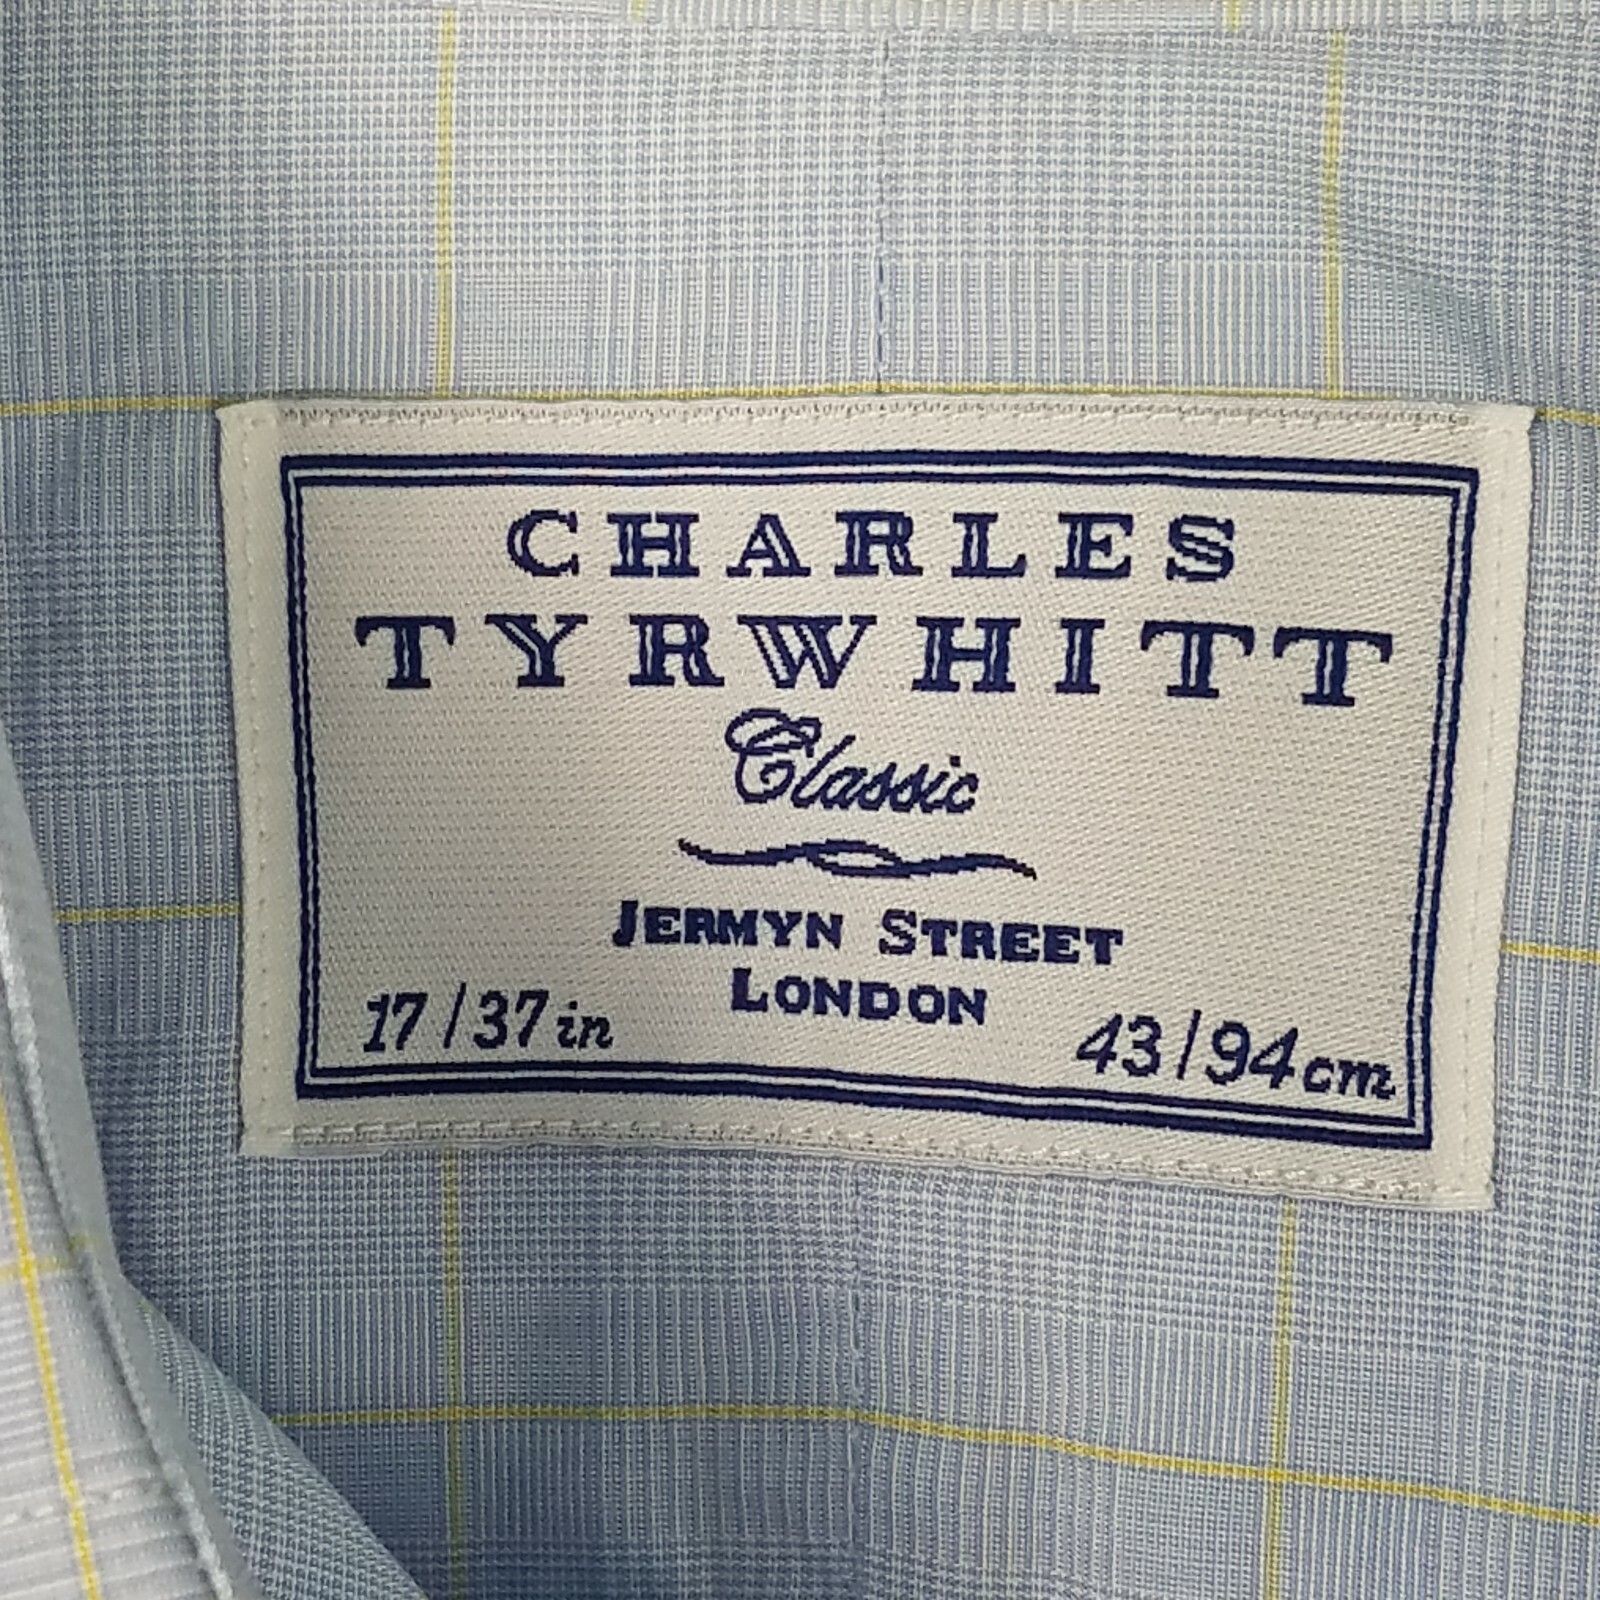 CHARLES
TYRWHITT
Classic
JERMYN STREET
LONDON
17/37in 43/94cm